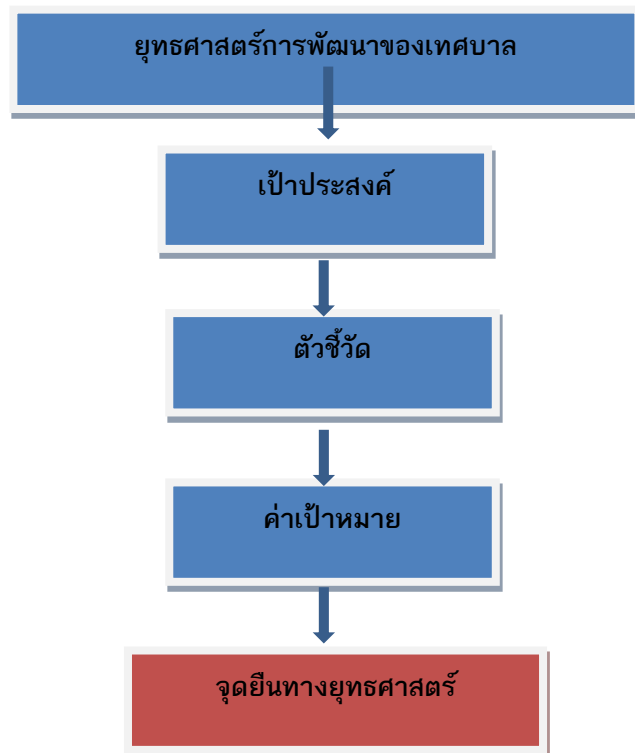 ยุทธศาสตร์การพัฒนาของเทศบาล
เป้าประสงค์
ตัวชี้วัด
ค่าเป้าหมาย
จุดยืนทางยุทธศาสตร์